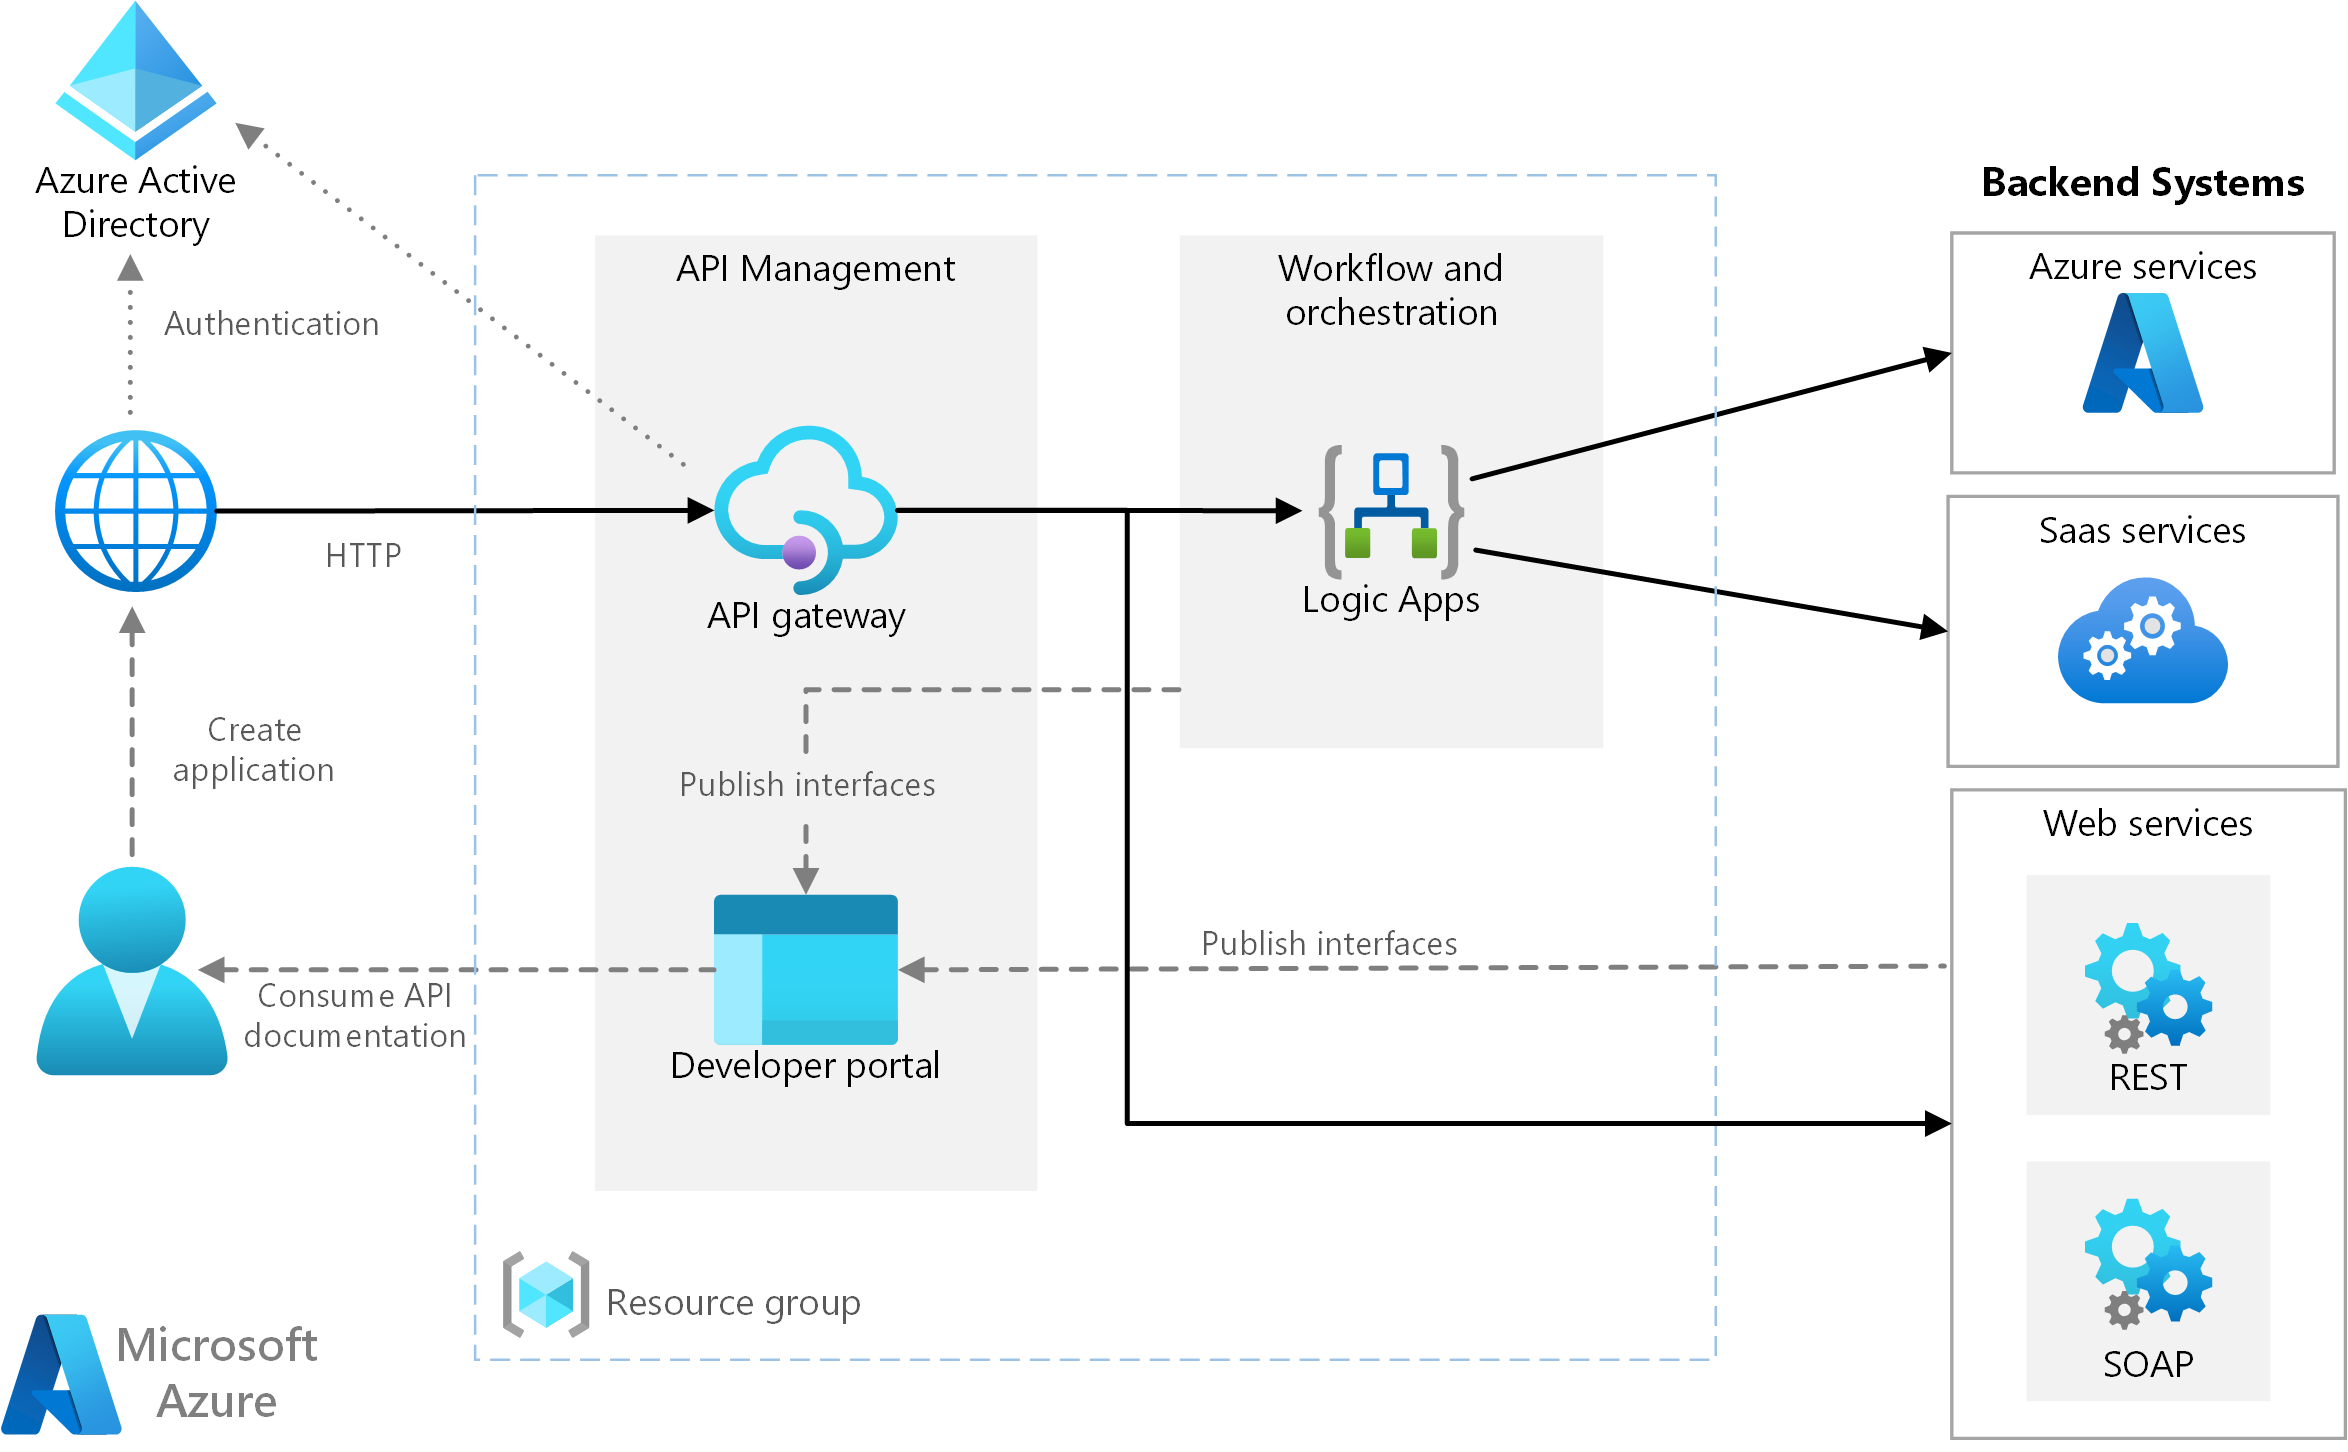 Azure Active
Directory
Authentication
HTTP
Create
application
Consume API
documentation
API Management
API gateway
Publish interfaces
Developer portal
Workflow and
orchestration
Logic Apps
Publish interfaces
Resource group
Backend Systems
Azure services
Saas services
Web services
REST
SOAP
Microsoft
Azure